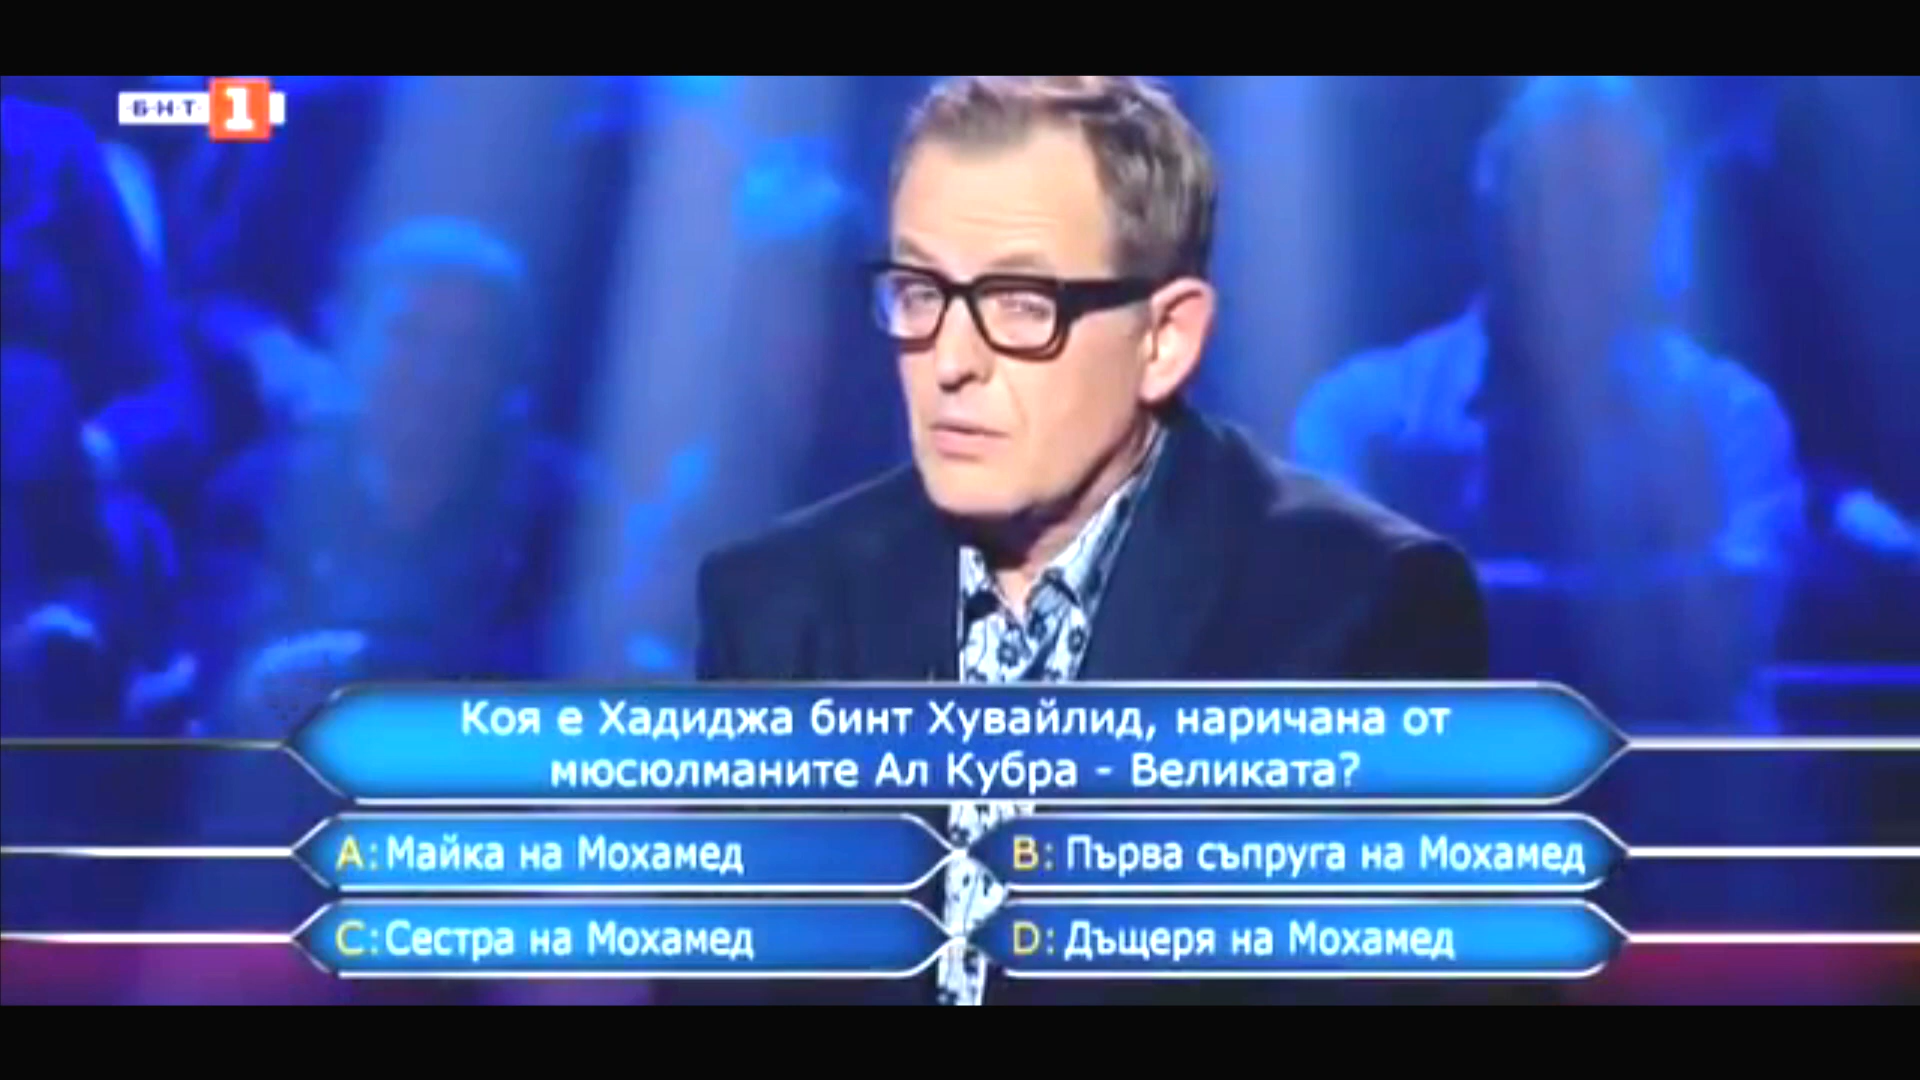 БНТ 1
Коя е Хадиджа бинт Хувайлид, наричана от
мюсюлманите Ал Кубра - Великата?
A: Майка на Мохамед
B: Първа съпруга на Мохамед
C: Сестра на Мохамед
D: Дъщеря на Мохамед